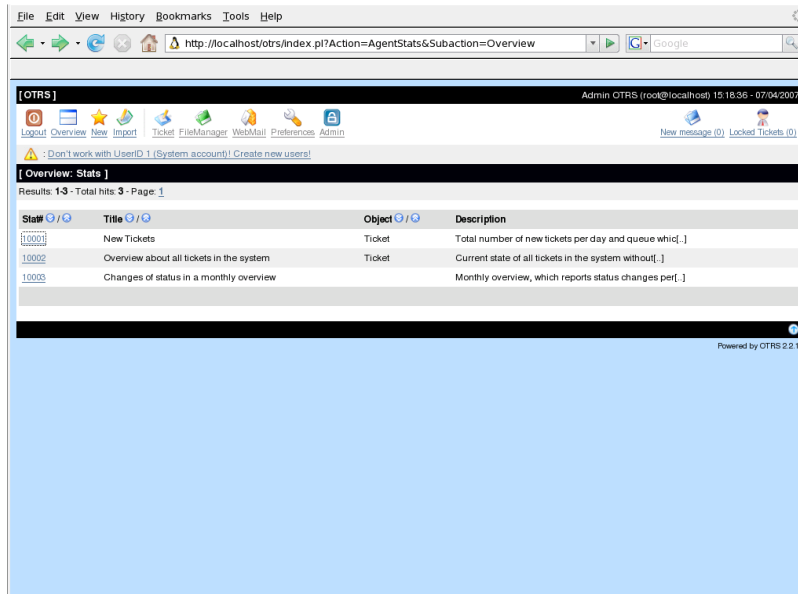 File Edit View History Bookmarks Tools Help
http://localhost/otrs/index.pl?Action=AgentStats&Subaction=Overview G Google
[ OTRS ] Admin OTRS (root@localhost) 15:18:36 - 07/04/2007
Logout Overview New Import Ticket FileManager WebMail Preferences Admin New message (0) Locked Tickets (0)
: Don't work with UserID 1 (System account)! Create new users!
[ Overview: Stats ]
Results: 1-3 - Total hits: 3 - Page: 1
Stat# / Title / Object / Description
10001 New Tickets Ticket Total number of new tickets per day and queue whic[..]
10002 Overview about all tickets in the system Ticket Current state of all tickets in the system without[..]
10003 Changes of status in a monthly overview Monthly overview, which reports status changes per[..]
Powered by OTRS 2.2.1